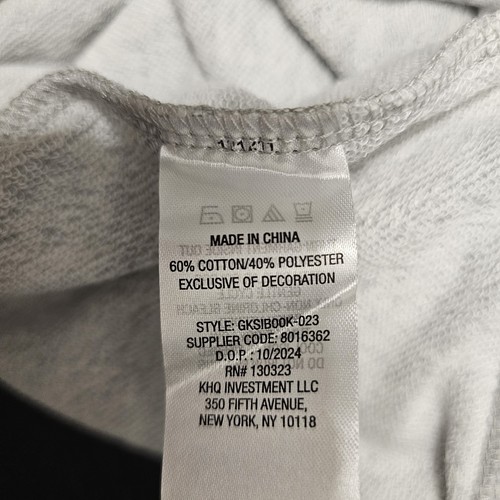 MADE IN CHINA
60% COTTON/40% POLYESTER
EXCLUSIVE OF DECORATION
STYLE: GKSIB00K-023
SUPPLIER CODE: 8016362
D.O.P.: 10/2024
RN# 130323
KHQ INVESTMENT LLC
350 FIFTH AVENUE,
NEW YORK, NY 10118